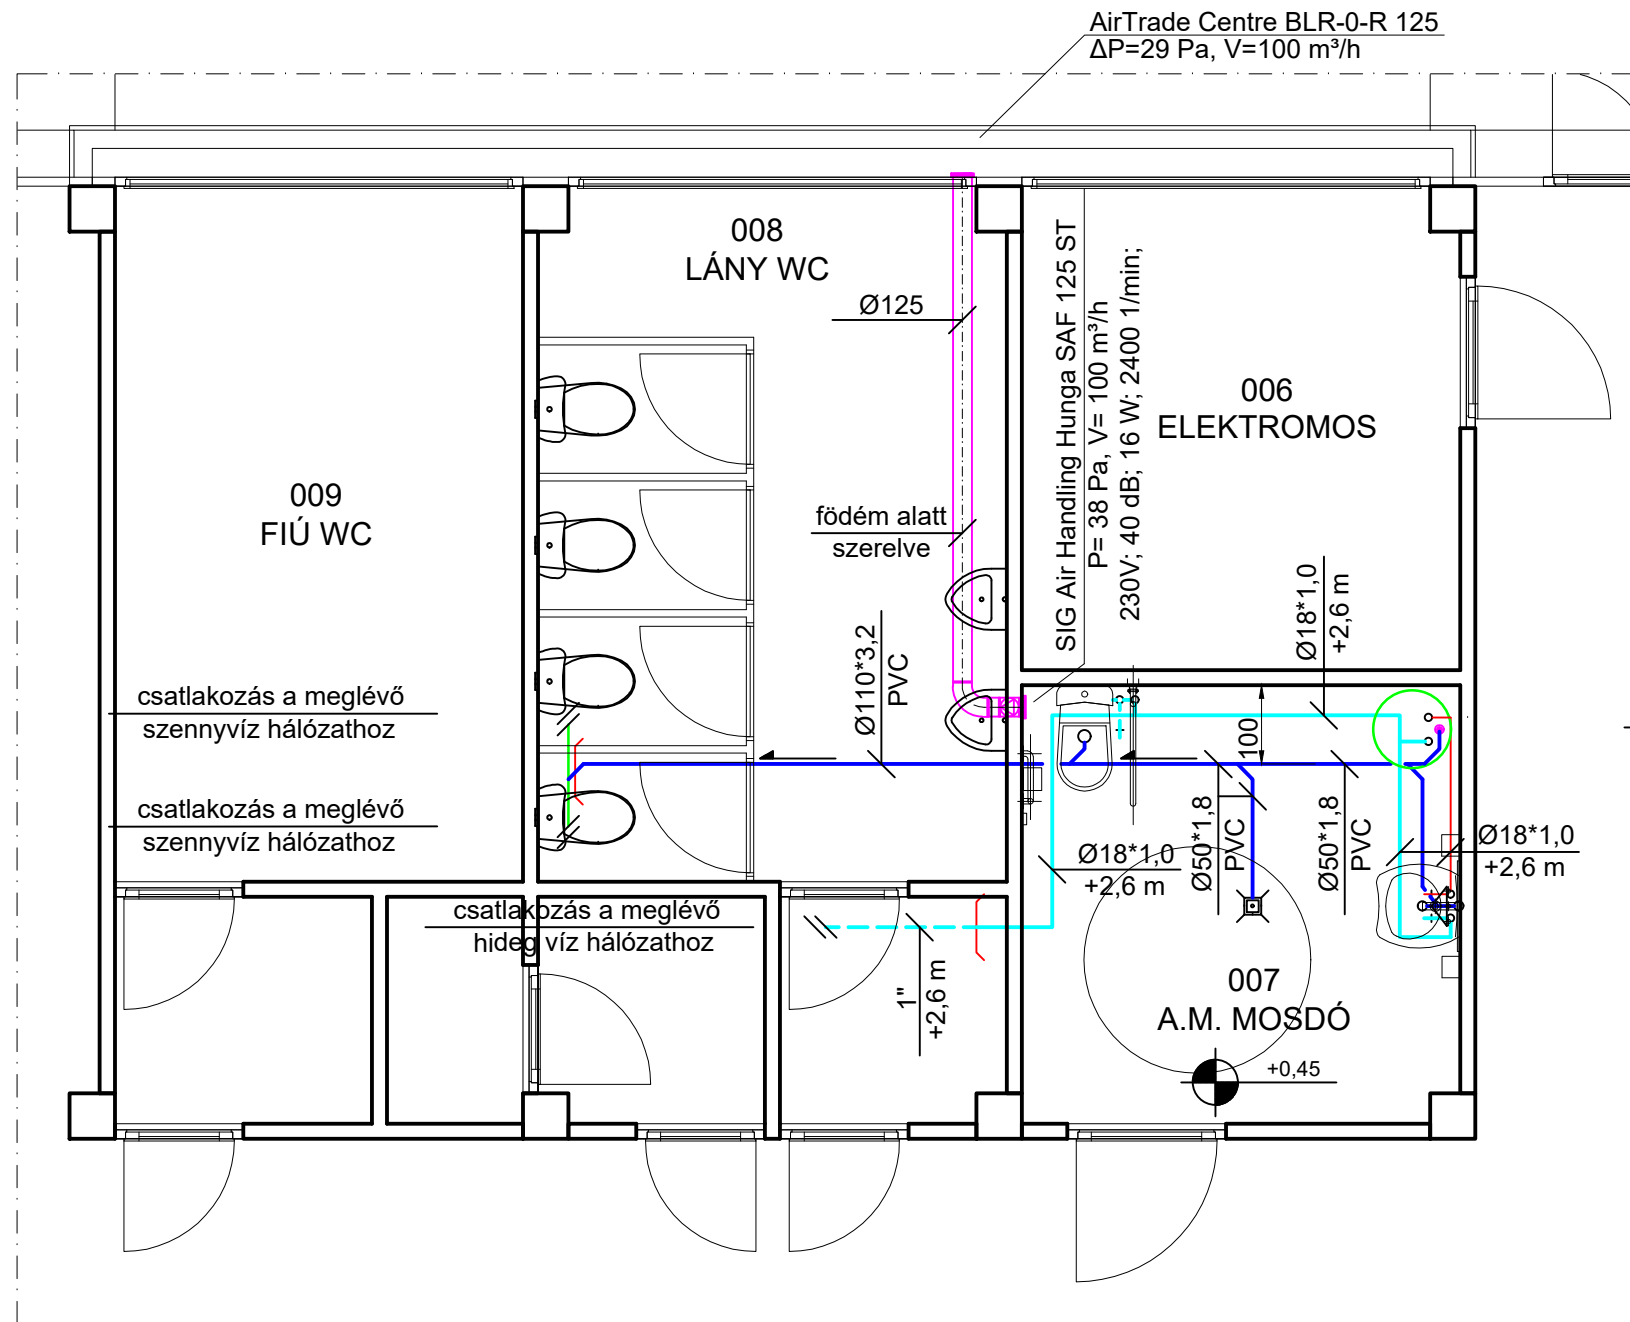 AirTrade Centre BLR-0-R 125
ΔP=29 Pa, V=100 m³/h
008
LÁNY WC
Ø125
SIG Air Handling Hunga SAF 125 ST
P= 38 Pa, V= 100 m³/h
230V; 40 dB; 16 W; 2400 1/min;
006
ELEKTROMOS
009
FIÚ WC
födém alatt
szerelve
Ø18*1,0
+2,6 m
Ø110*3,2
PVC
csatlakozás a meglévő
szennyvíz hálózathoz
100
csatlakozás a meglévő
szennyvíz hálózathoz
Ø18*1,0
+2,6 m
Ø50*1,8
PVC
Ø50*1,8
PVC
Ø18*1,0
+2,6 m
csatlakozás a meglévő
hideg víz hálózathoz
1"
+2,6 m
007
A.M. MOSDÓ
+0,45